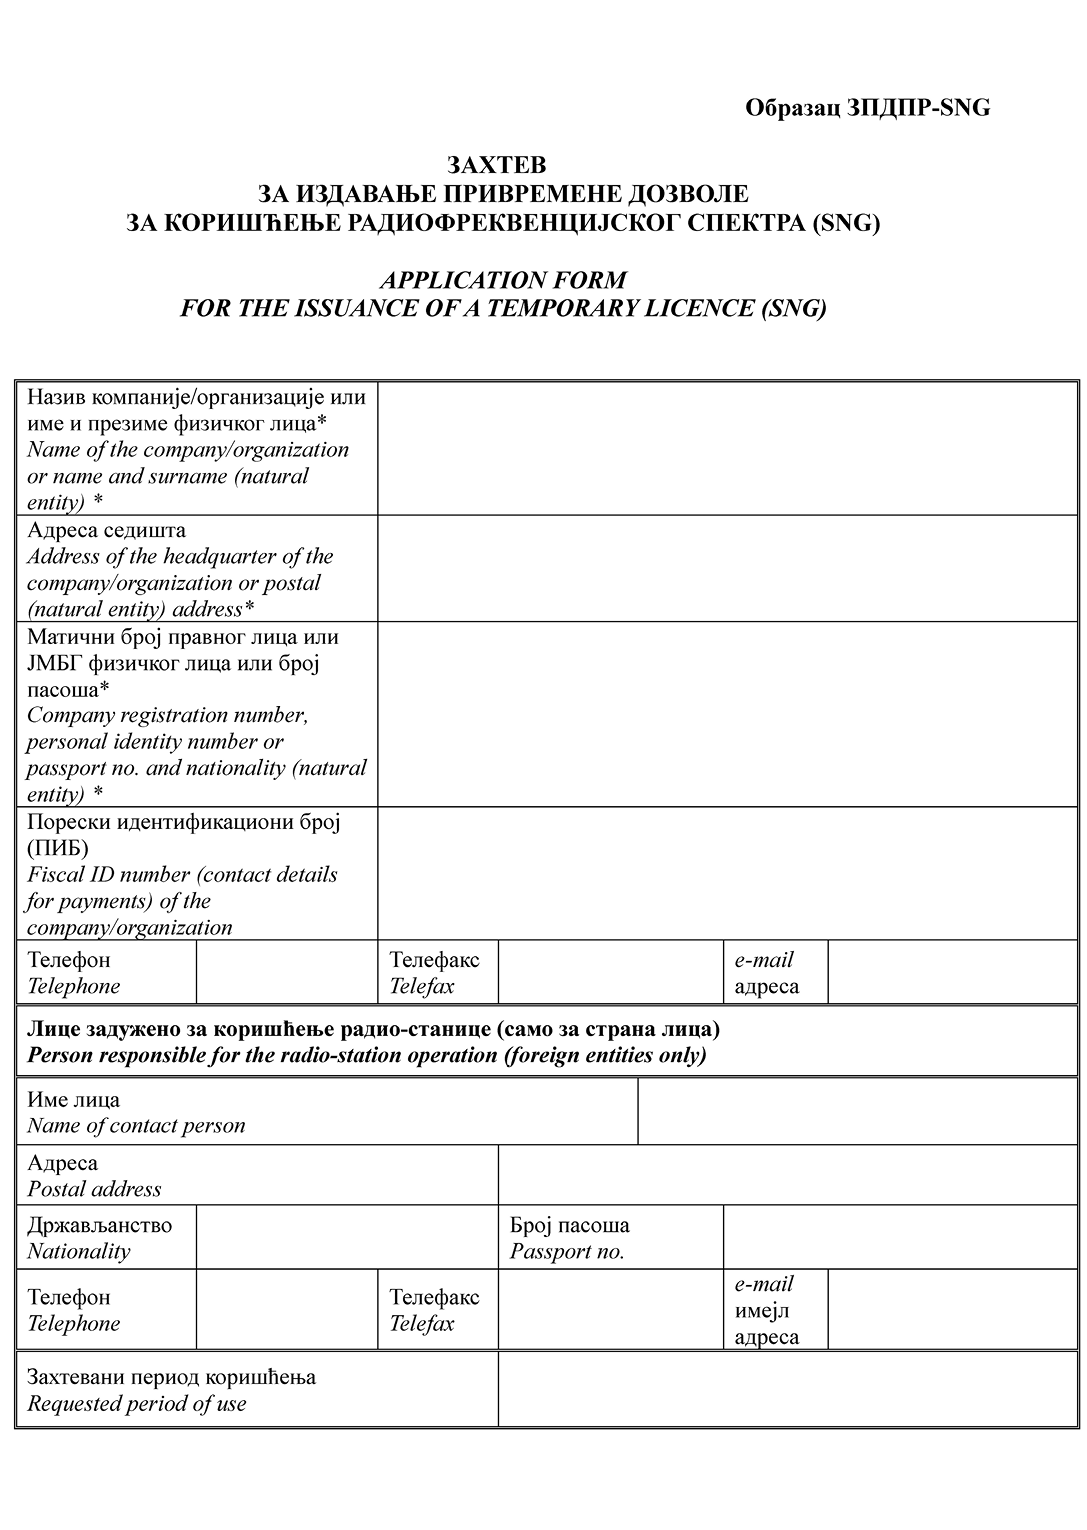 Образац ЗПДПР-SNG
ЗАХТЕВ
ЗА ИЗДАВАЊЕ ПРИВРЕМЕНЕ ДОЗВОЛЕ
ЗА КОРИШЋЕЊЕ РАДИОФРЕКВЕНЦИЈСКОГ СПЕКТРА (SNG)
APPLICATION FORM
FOR THE ISSUANCE OF A TEMPORARY LICENCE (SNG)
Назив компаније/организације или
име и презиме физичког лица*
Name of the company/organization
or name and surname (natural
entity) *
Адреса седишта
Address of the headquarter of the
company/organization or postal
(natural entity) address*
Матични број правног лица или
ЈМБГ физичког лица или број
пасоша*
Company registration number,
personal identity number or
passport no. and nationality (natural
entity) *
Порески идентификациони број
(ПИБ)
Fiscal ID number (contact details
for payments) of the
company/organization
Телефон
Telephone
Телефакс
Telefax
e-mail
адреса
Лице задужено за коришћење радио-станице (само за страна лица)
Person responsible for the radio-station operation (foreign entities only)
Име лица
Name of contact person
Адреса
Postal address
Држављанство
Nationality
Број пасоша
Passport no.
Телефон
Telephone
Телефакс
Telefax
e-mail
имејл
адреса
Захтевани период коришћења
Requested period of use